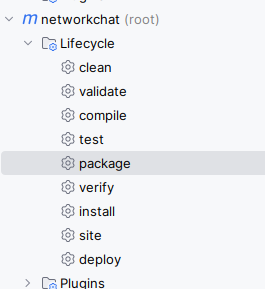 networkchat (root)
Lifecycle
clean
validate
compile
test
package
verify
install
site
deploy
Plugins